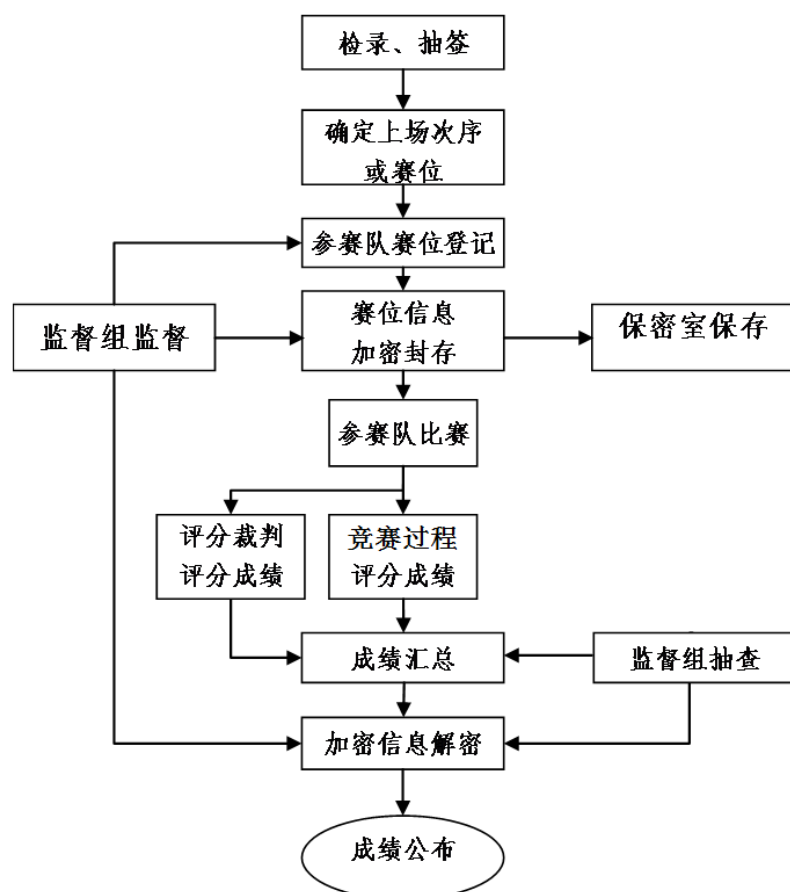 检录、抽签
确定上场次序
或赛位
参赛队赛位登记
监督组监督
赛位信息
加密封存
保密室保存
参赛队比赛
评分裁判
评分成绩
竞赛过程
评分成绩
成绩汇总
监督组抽查
加密信息解密
成绩公布